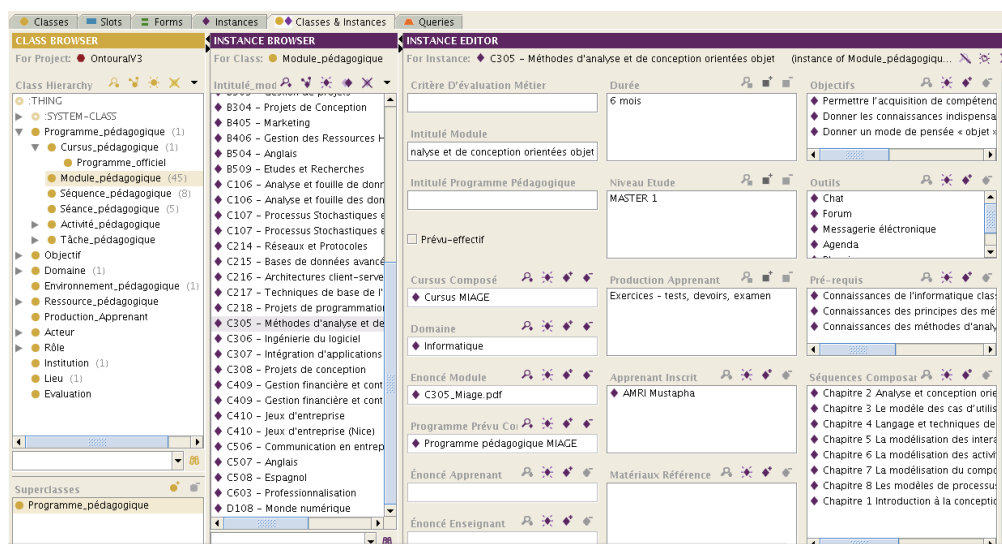 Classes Slots Forms Instances Classes & Instances Queries
CLASS BROWSER
For Project: OntouralV3
Class Hierarchy
:THING
:SYSTEM-CLASS
Programme_pédagogique (1)
Cursus_pédagogique (1)
Programme_officiel
Module_pédagogique (45)
Séquence_pédagogique (8)
Séance_pédagogique (5)
Activité_pédagogique
Tâche_pédagogique
Objectif
Domaine (1)
Environnement_pédagogique (1)
Ressource_pédagogique
Production_Apprenant
Acteur
Rôle
Institution (1)
Lieu (1)
Evaluation
Superclasses
Programme_pédagogique
INSTANCE BROWSER
For Class: Module_pédagogique
Intitulé_mod
B304 - Projets de Conception
B405 - Marketing
B406 - Gestion des Ressources H
B504 - Anglais
B509 - Etudes et Recherches
C106 - Analyse et fouille de donr
C106 - Analyse et fouille des don
C107 - Processus Stochastiques e
C107 - Processus Stochastiques e
C214 - Réseaux et Protocoles
C215 - Bases de données avancé
C216 - Architectures client-serve
C217 - Techniques de base de l'
C218 - Projets de programmatio
C305 - Méthodes d'analyse et de
C306 - Ingénierie du logiciel
C307 - Intégration d'applications
C308 - Projets de conception
C409 - Gestion financière et cont
C409 - Gestion financière et cont
C410 - Jeux d'entreprise
C410 - Jeux d'entreprise (Nice)
C506 - Communication en entrep
C507 - Anglais
C508 - Espagnol
C603 - Professionnalisation
D108 - Monde numérique
INSTANCE EDITOR
For Instance: C305 - Méthodes d'analyse et de conception orientées objet (instance of Module_pédagogiqu...
Critère D'évaluation Métier
Intitulé Module
nalyse et de conception orientées objet
Intitulé Programme Pédagogique
Prévu-effectif
Cursus Composé
Cursus MIAGE
Domaine
Informatique
Enoncé Module
C305_Miage.pdf
Programme Prévu Co
Programme pédagogique MIAGE
Énoncé Apprenant
Énoncé Enseignant
Durée
6 mois
Niveau Etude
MASTER 1
Production Apprenant
Exercices - tests, devoirs, examen
Apprenant Inscrit
AMRI Mustapha
Matériaux Référence
Objectifs
Permettre l'acquisition de compétenc
Donner les connaissances indispensa
Donner un mode de pensée « objet »
Outils
Chat
Forum
Messagerie éléctronique
Agenda
Pré-requis
Connaissances de l'informatique clas
Connaissances des principes des mé
Connaissances des méthodes d'analy
Séquences Composar
Chapitre 2 Analyse et conception orie
Chapitre 3 Le modèle des cas d'utilis
Chapitre 4 Langage et techniques de
Chapitre 5 La modélisation des intera
Chapitre 6 La modélisation des activi
Chapitre 7 La modélisation du compo
Chapitre 8 Les modèles de processu
Chapitre 1 Introduction à la conceptic